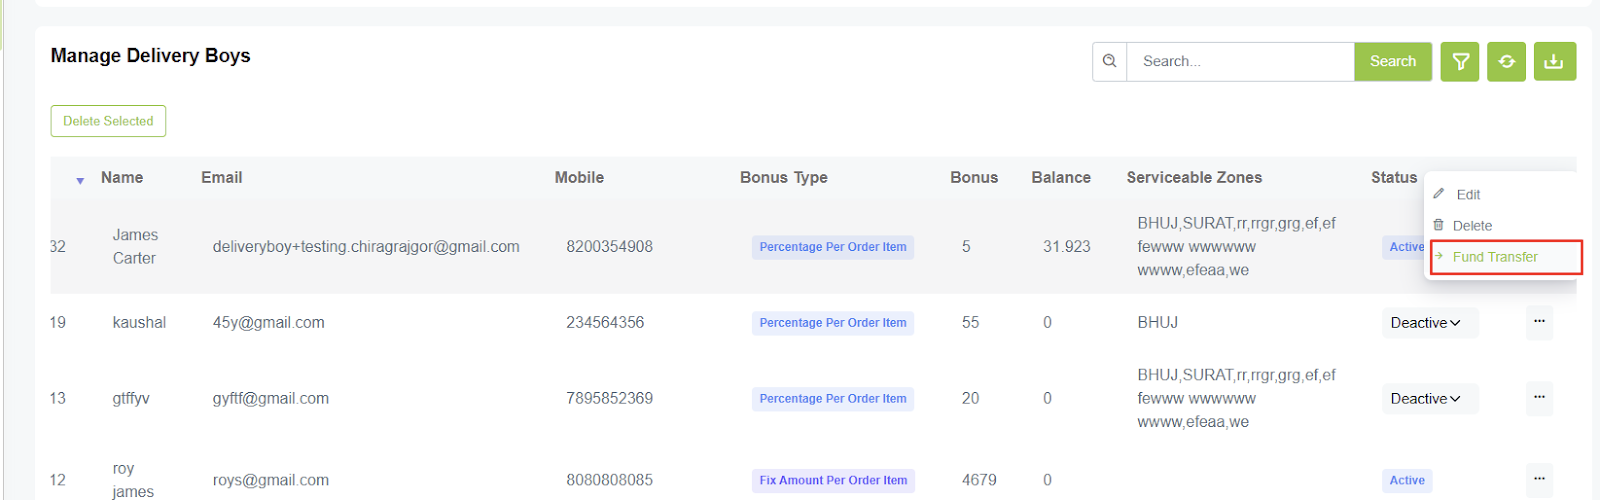 Manage Delivery Boys
Search...
Search
Delete Selected
Name Email Mobile Bonus Type Bonus Balance Serviceable Zones Status
Edit
Delete
Fund Transfer
32 James Carter deliveryboy+testing.chiragrajgor@gmail.com 8200354908 Percentage Per Order Item 5 31.923 BHUJ,SURAT,rr,rrgr,grg,ef,ef
fewww wwwwww
wwww,efeaa,we Active
19 kaushal 45y@gmail.com 234564356 Percentage Per Order Item 55 0 BHUJ Deactive ...
13 gtffyv gyftf@gmail.com 7895852369 Percentage Per Order Item 20 0 BHUJ,SURAT,rr,rrgr,grg,ef,ef
fewww wwwwww
wwww,efeaa,we Deactive ...
12 roy james roys@gmail.com 8080808085 Fix Amount Per Order Item 4679 0 Active ...